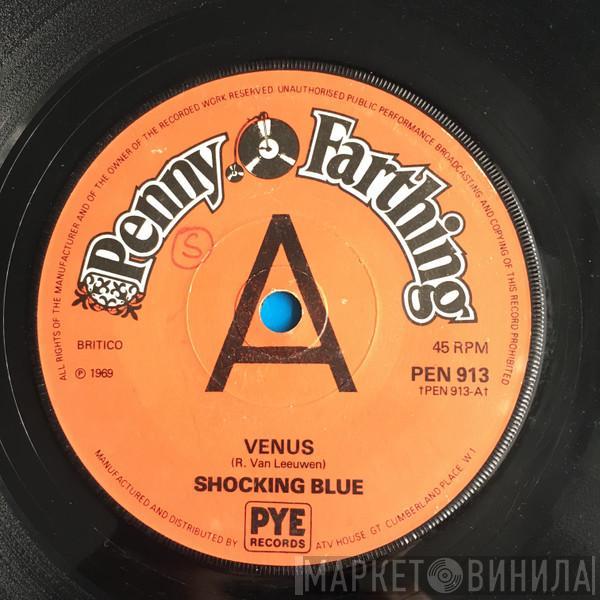 ALL RIGHTS OF THE MANUFACTURER AND OF THE OWNER OF THE RECORDED WORK RESERVED. UNAUTHORISED PUBLIC PERFORMANCE BROADCASTING AND COPYING OF THIS RECORD PROHIBITED
Penny Farthing
S
A
BRITICO
45 RPM
℗ 1969
PEN 913
†PEN 913-A†
VENUS
(R. Van Leeuwen)
SHOCKING BLUE
MANUFACTURED AND DISTRIBUTED BY PYE RECORDS ATV HOUSE GT. CUMBERLAND PLACE W.1
МАРКЕТ ВИНИЛА